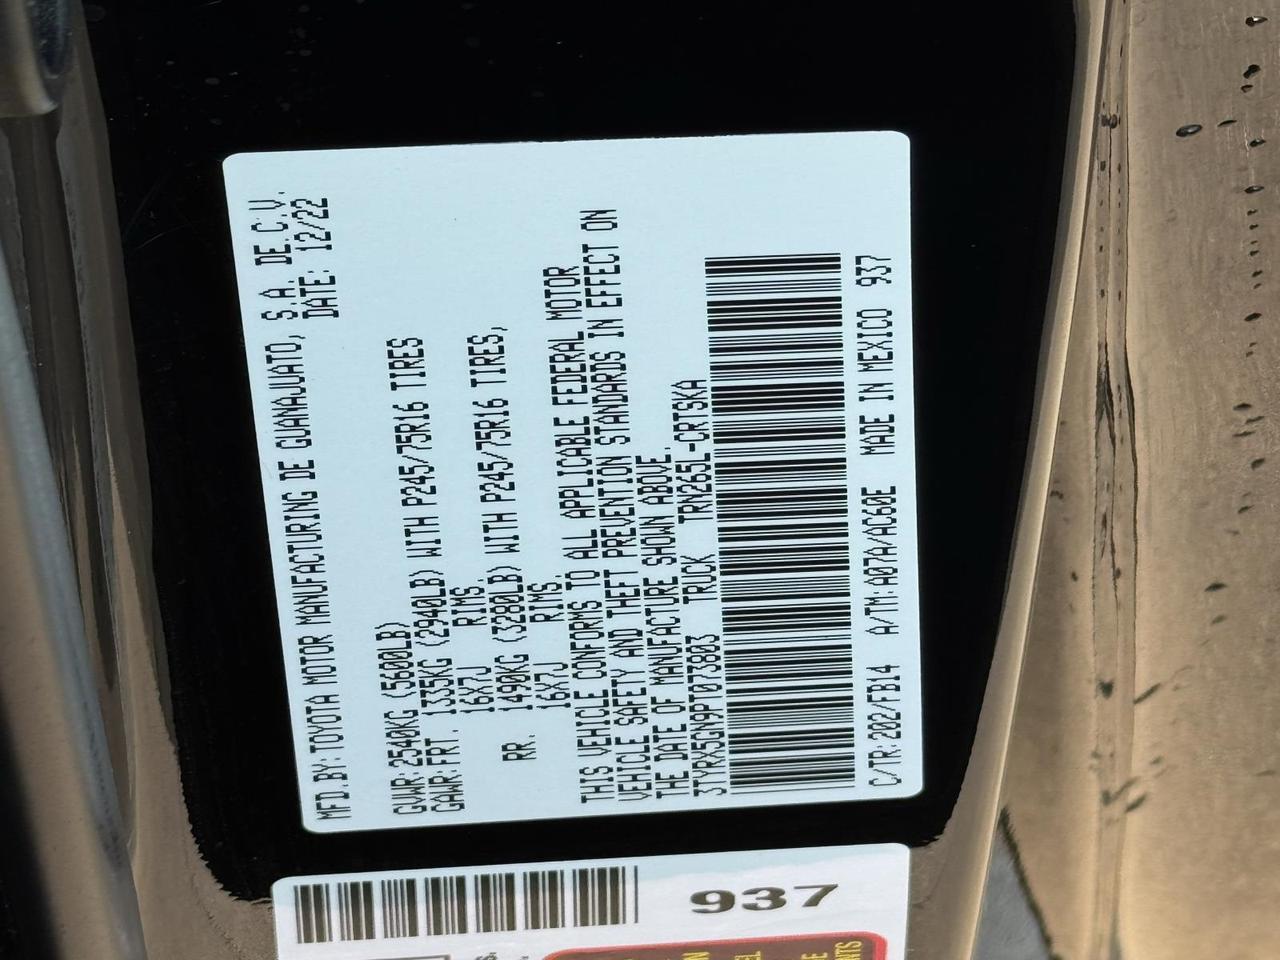 MFD.BY:TOYOTA MOTOR MANUFACTURING DE GUANAJUATO, S.A. DE.C.V.
DATE: 12/22
GVWR:2540KG (5600LB)
GAWR:FRT. 1335KG (2940LB) WITH P245/75R16 TIRES
16X7J RIMS.
RR. 1490KG (3280LB) WITH P245/75R16 TIRES,
16X7J RIMS.
THIS VEHICLE CONFORMS TO ALL APPLICABLE FEDERAL MOTOR
VEHICLE SAFETY AND THEFT PREVENTION STANDARDS IN EFFECT ON
THE DATE OF MANUFACTURE SHOWN ABOVE.
3TYRX5GN9PT073803 TRUCK TRN265L-CRTSKA
C/TR:202/FB14 A/TM:A07A/AC60E MADE IN MEXICO 937
937